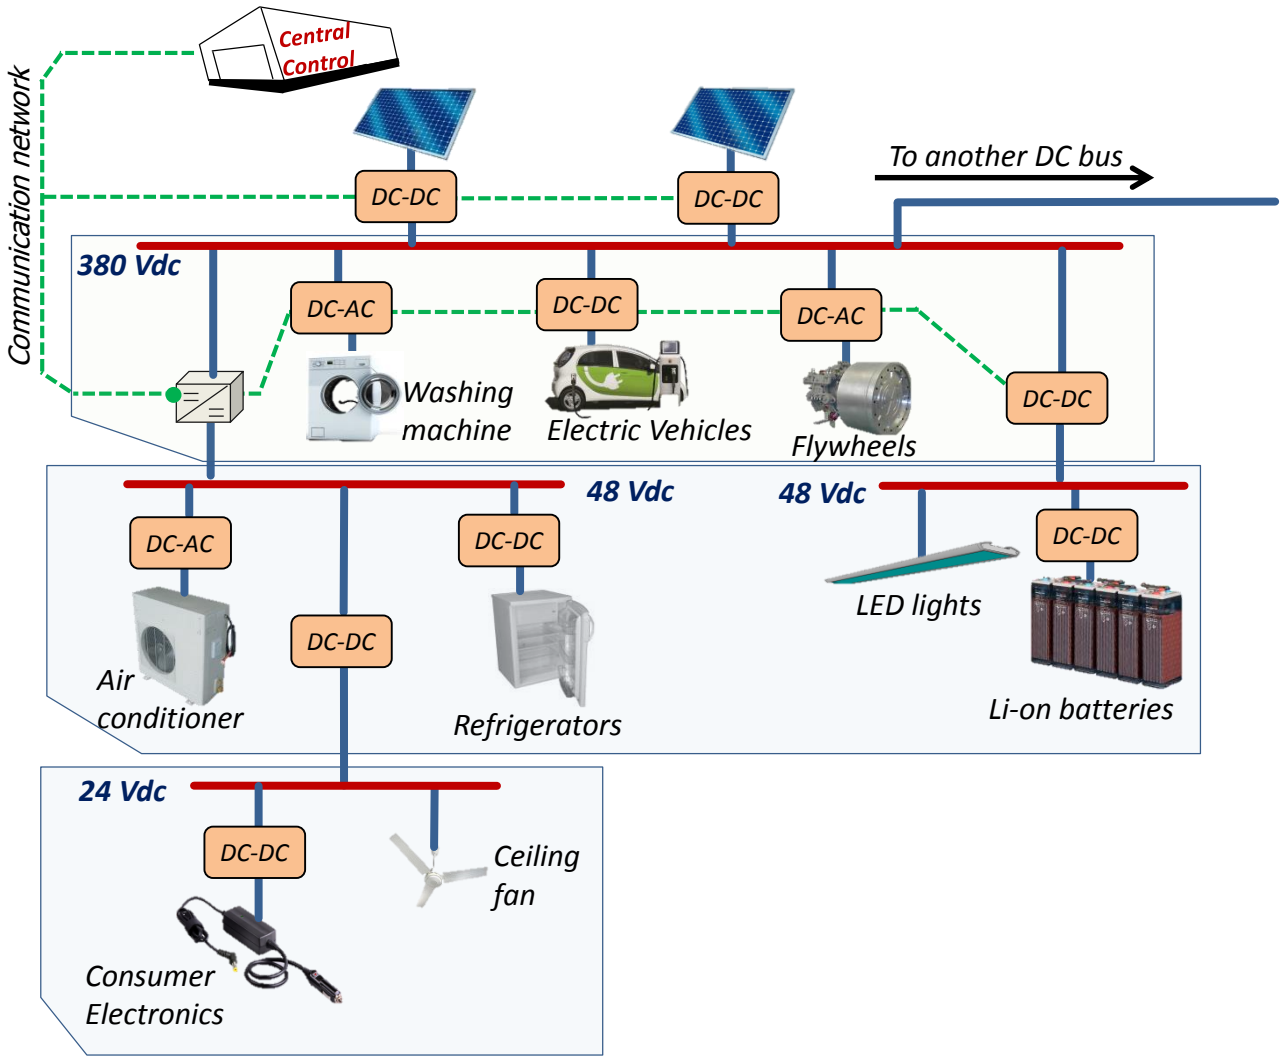 Central
Control
Communication network
To another DC bus
DC-DC
DC-DC
380 Vdc
DC-AC
DC-DC
DC-AC
DC-DC
Washing
machine
Electric Vehicles
Flywheels
48 Vdc
48 Vdc
DC-AC
DC-DC
DC-DC
DC-DC
LED lights
Air
conditioner
Refrigerators
Li-on batteries
24 Vdc
DC-DC
Ceiling
fan
Consumer
Electronics